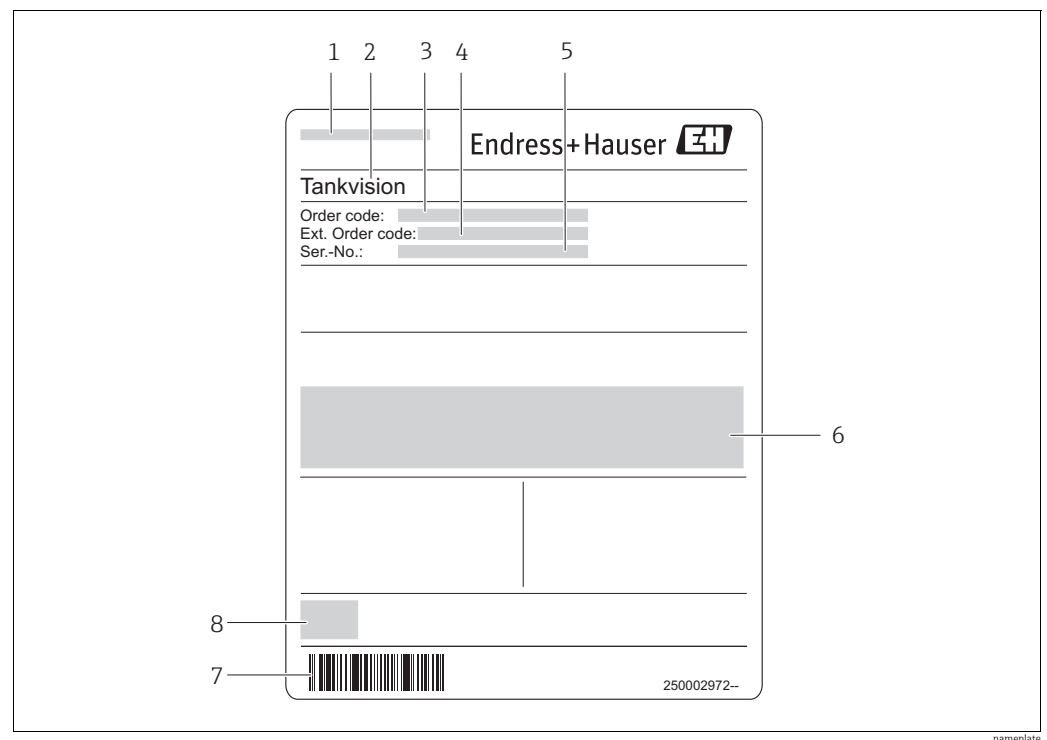 1 2 3 4 5
Endress+Hauser EH
Tankvision
Order code:
Ext. Order code:
Ser.-No.:
6
8
7
250002972--
nameplate